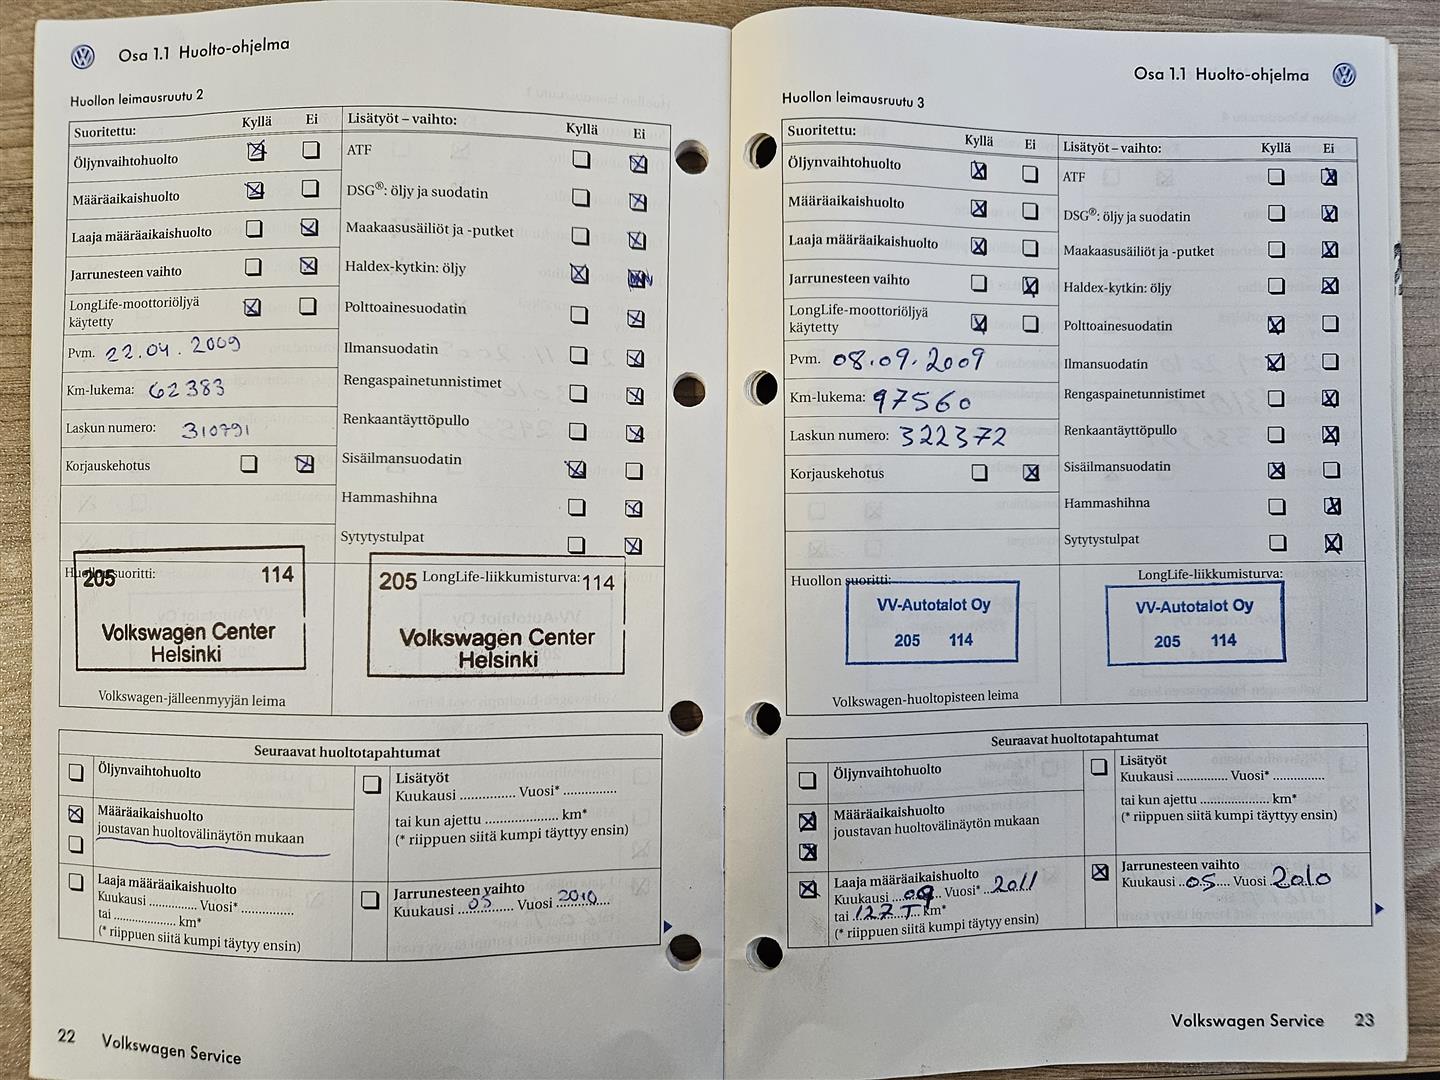 Osa 1.1 Huolto-ohjelma
Huollon leimausruutu 2
Suoritettu: Kyllä Ei
Öljynvaihtohuolto
Määräaikaishuolto
Laaja määräaikaishuolto
Jarrunesteen vaihto
LongLife-moottoriöljyä
käytetty
Pvm. 22.04.2009
Km-lukema: 62383
Laskun numero: 310791
Korjauskehotus
Lisätyöt – vaihto: Kyllä Ei
ATF
DSG®: öljy ja suodatin
Maakaasusäiliöt ja -putket
Haldex-kytkin: öljy
Polttoainesuodatin
Ilmansuodatin
Rengaspainetunnistimet
Renkaantäyttöpullo
Sisäilmansuodatin
Hammashihna
Sytytystulpat
Huollon suoritti:
205 114
Volkswagen Center
Helsinki
Volkswagen-jälleenmyyjän leima
LongLife-liikkumisturva:
205 114
Volkswagen Center
Helsinki
Seuraavat huoltotapahtumat
Öljynvaihtohuolto
Määräaikaishuolto
joustavan huoltovälinäytön mukaan
Laaja määräaikaishuolto
Kuukausi .............. Vuosi* ..............
tai ..................... km*
(* riippuen siitä kumpi täytyy ensin)
Lisätyöt
Kuukausi .............. Vuosi* ..............
tai kun ajettu ..................... km*
(* riippuen siitä kumpi täyttyy ensin)
Jarrunesteen vaihto
Kuukausi 05 Vuosi 2010
22 Volkswagen Service
Osa 1.1 Huolto-ohjelma
Huollon leimausruutu 3
Suoritettu: Kyllä Ei
Öljynvaihtohuolto
Määräaikaishuolto
Laaja määräaikaishuolto
Jarrunesteen vaihto
LongLife-moottoriöljyä
käytetty
Pvm. 08.09.2009
Km-lukema: 97560
Laskun numero: 322372
Korjauskehotus
Lisätyöt – vaihto: Kyllä Ei
ATF
DSG®: öljy ja suodatin
Maakaasusäiliöt ja -putket
Haldex-kytkin: öljy
Polttoainesuodatin
Ilmansuodatin
Rengaspainetunnistimet
Renkaantäyttöpullo
Sisäilmansuodatin
Hammashihna
Sytytystulpat
Huollon suoritti:
VV-Autotalot Oy
205 114
Volkswagen-huoltopisteen leima
LongLife-liikkumisturva:
VV-Autotalot Oy
205 114
Seuraavat huoltotapahtumat
Öljynvaihtohuolto
Määräaikaishuolto
joustavan huoltovälinäytön mukaan
Laaja määräaikaishuolto
Kuukausi 09 Vuosi* 2011
tai 127 T km*
(* riippuen siitä kumpi täytyy ensin)
Lisätyöt
Kuukausi .............. Vuosi* ..............
tai kun ajettu ..................... km*
(* riippuen siitä kumpi täyttyy ensin)
Jarrunesteen vaihto
Kuukausi 05 Vuosi 2010
Volkswagen Service 23